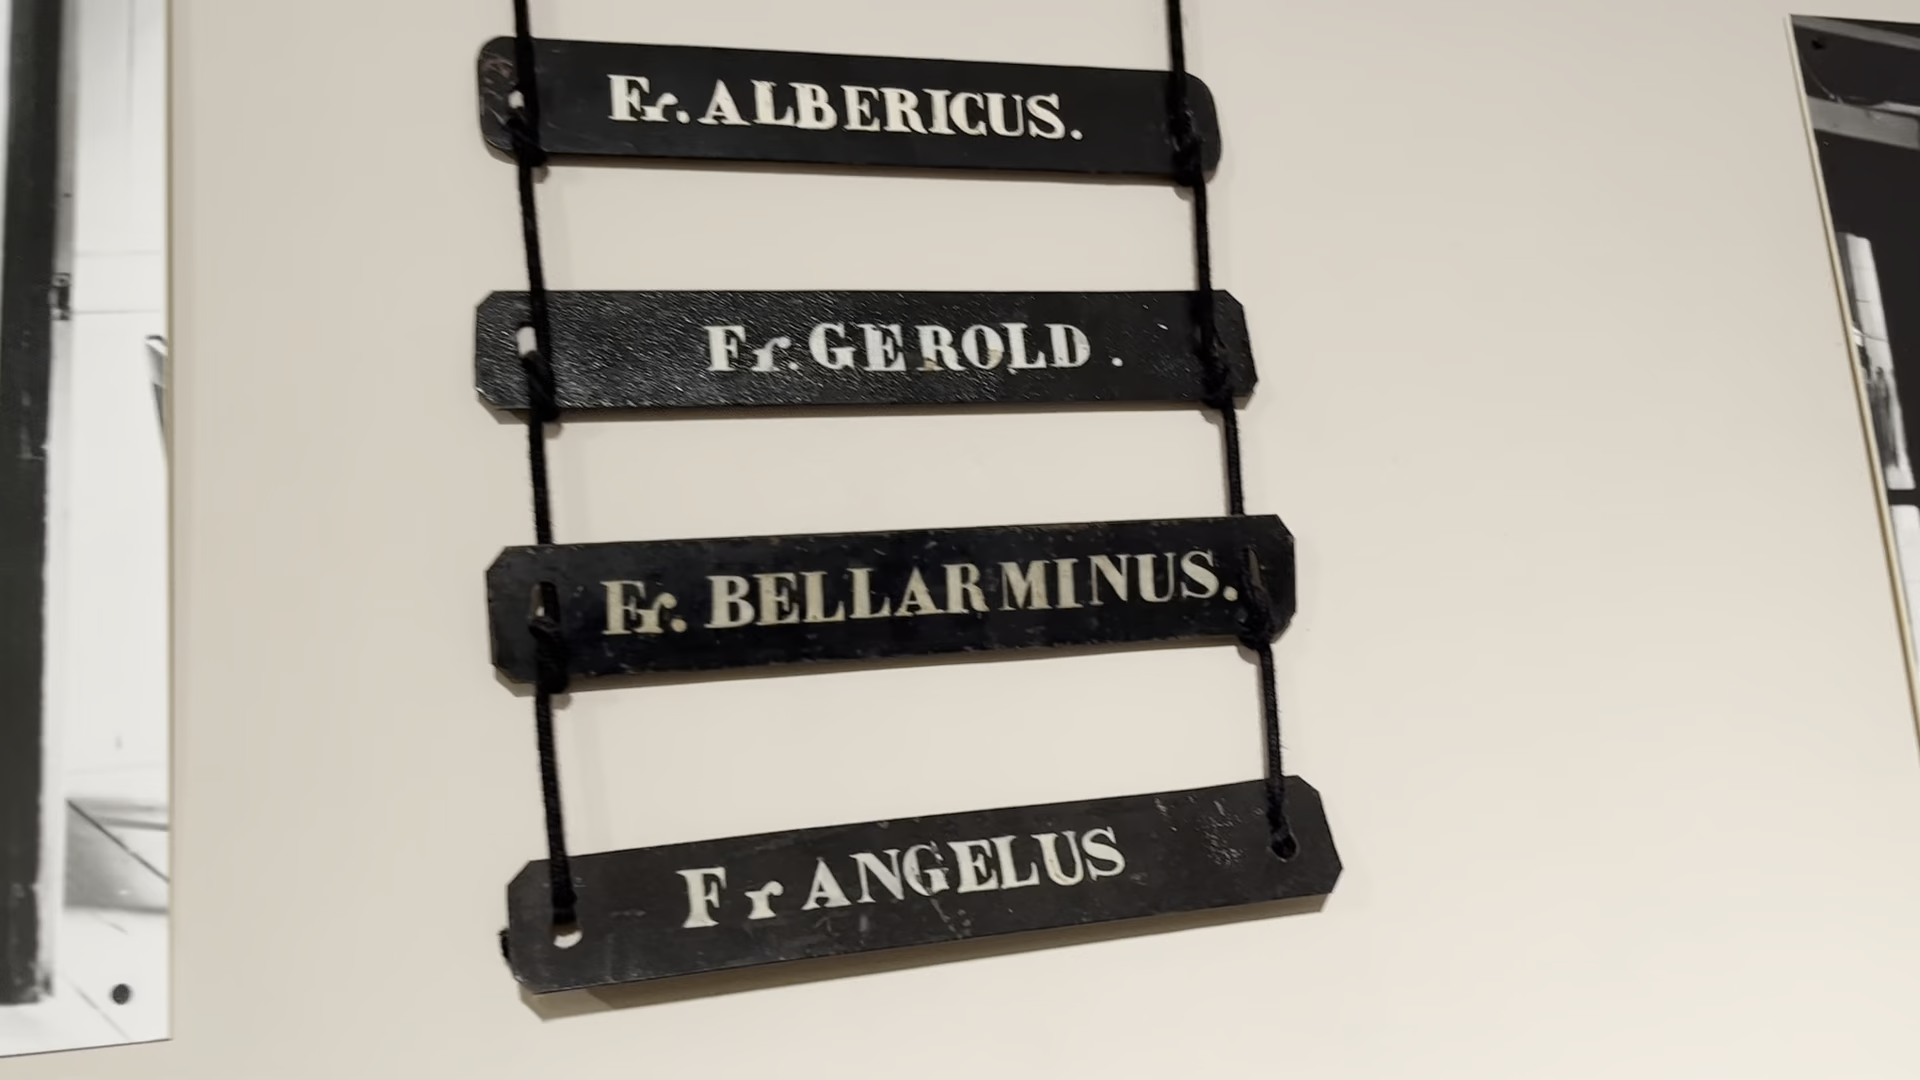 Fr. ALBERICUS.
Fr. GEROLD.
Fr. BELLARMINUS.
Fr ANGELUS